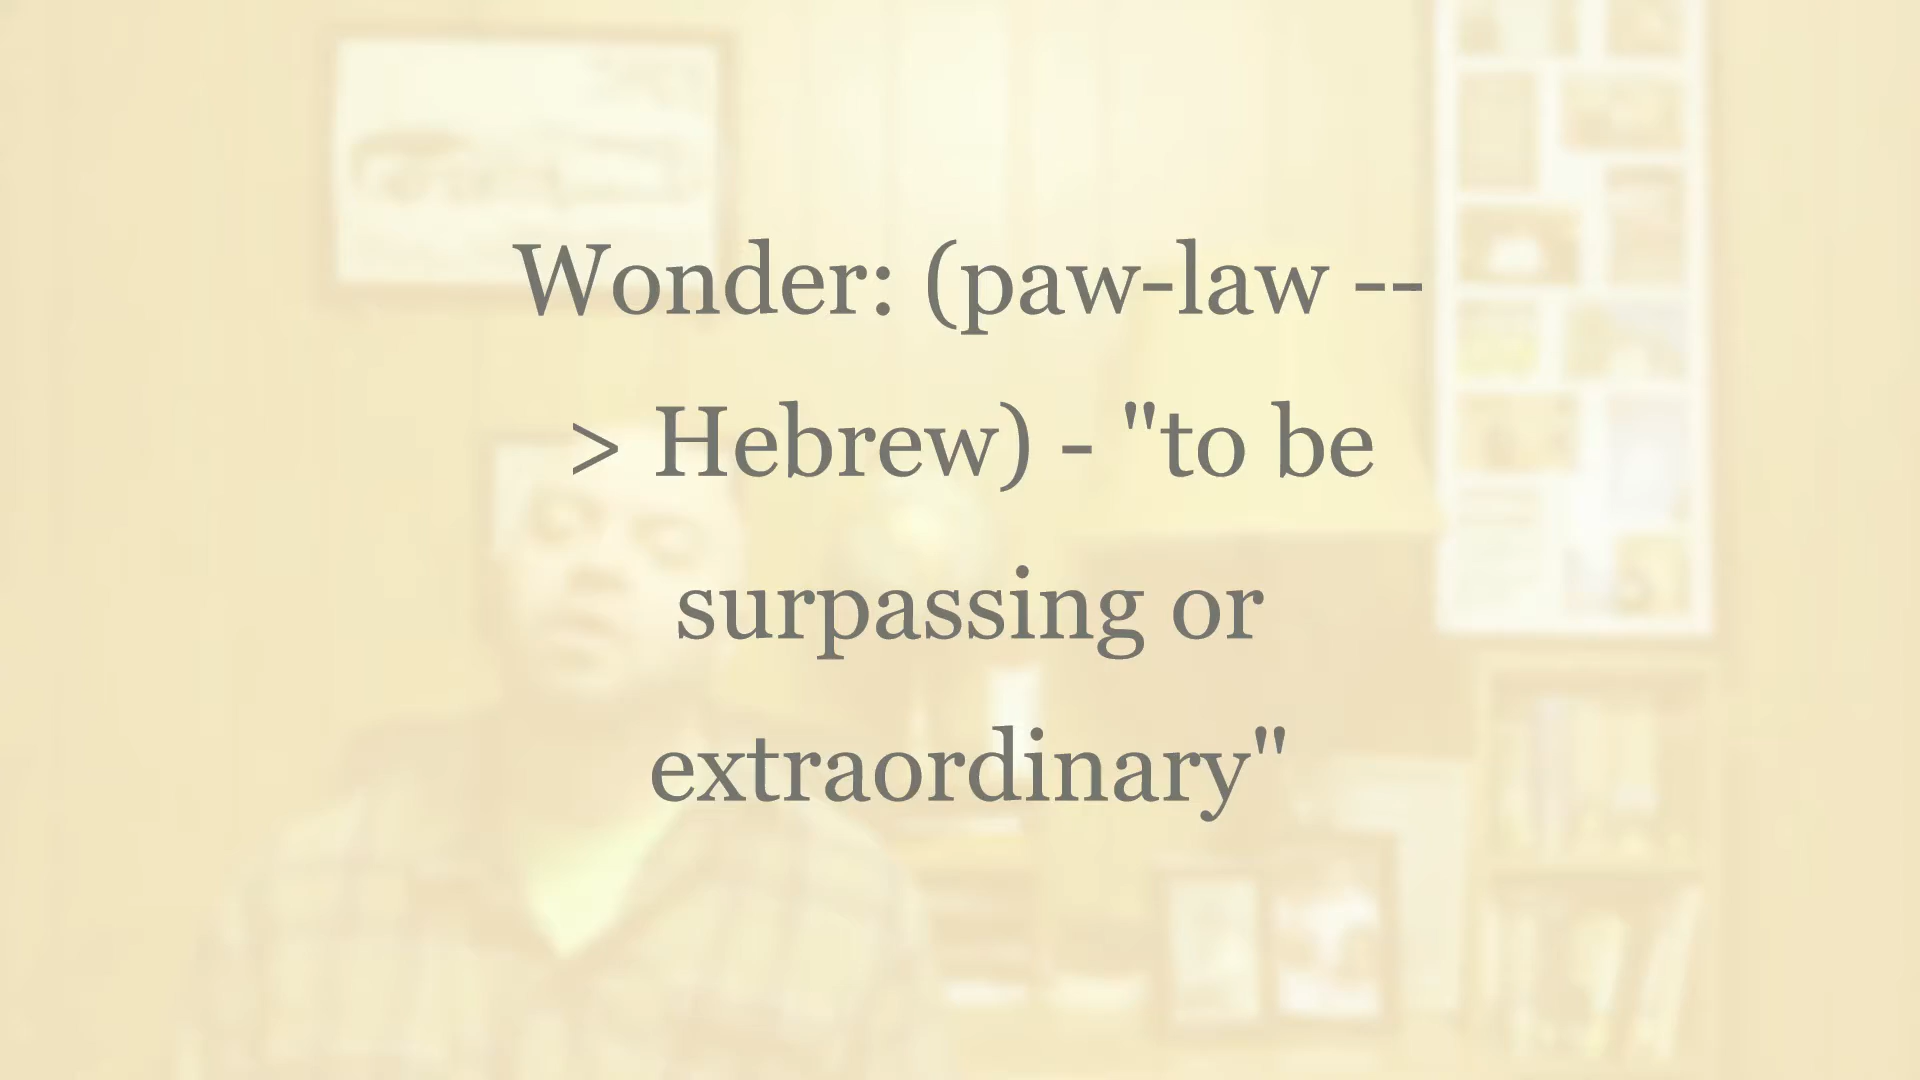 Wonder: (paw-law --
> Hebrew) - "to be
surpassing or
extraordinary"